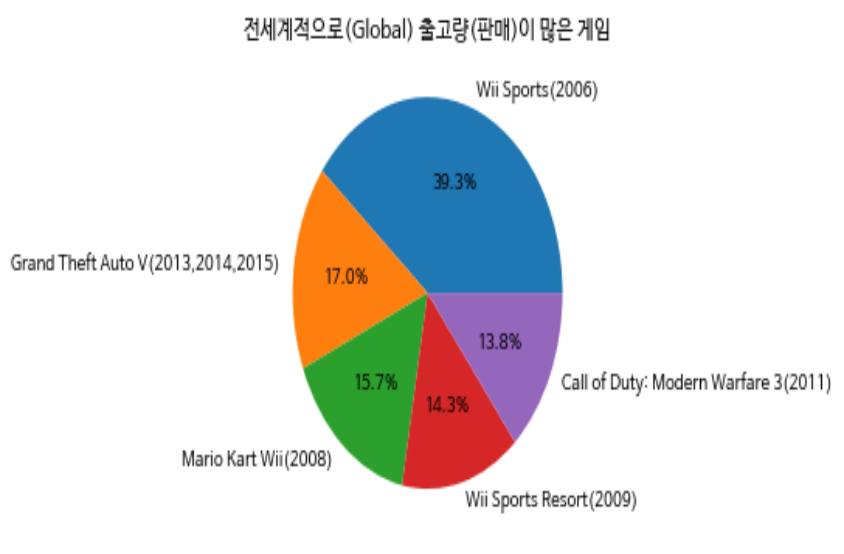 전세계적으로(Global) 출고량(판매)이 많은 게임
Wii Sports(2006)
39.3%
Grand Theft Auto V(2013,2014,2015)
17.0%
13.8%
15.7%
Call of Duty: Modern Warfare 3(2011)
14.3%
Mario Kart Wii(2008)
Wii Sports Resort(2009)